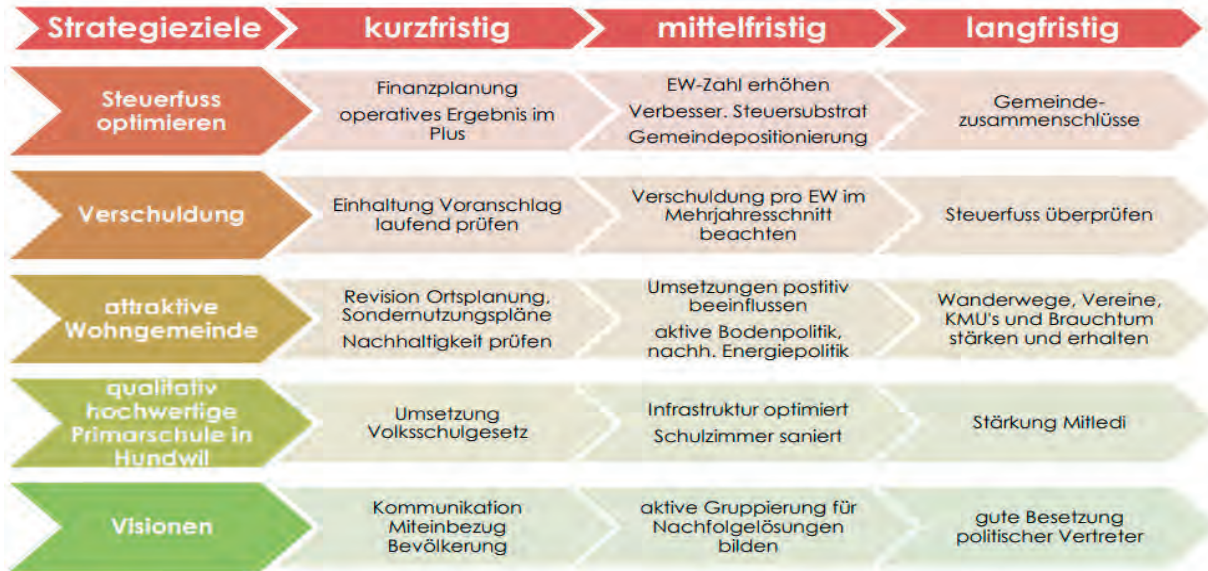 Strategieziele
kurzfristig
mittelfristig
langfristig
Steuerfuss
optimieren
Finanzplanung
operatives Ergebnis im
Plus
EW-Zahl erhöhen
Verbesser. Steuersubstrat
Gemeindepositionierung
Gemeinde-
zusammenschlüsse
Verschuldung
Einhaltung Voranschlag
laufend prüfen
Verschuldung pro EW im
Mehrjahresschnitt
beachten
Steuerfuss überprüfen
attraktive
Wohngemeinde
Revision Ortsplanung,
Sondernutzungspläne
Nachhaltigkeit prüfen
Umsetzungen postitiv
beeinflussen
aktive Bodenpolitik,
nachh. Energiepolitik
Wanderwege, Vereine,
KMU's und Brauchtum
stärken und erhalten
qualitativ
hochwertige
Primarschule in
Hundwil
Umsetzung
Volksschulgesetz
Infrastruktur optimiert
Schulzimmer saniert
Stärkung Mitledi
Visionen
Kommunikation
Miteinbezug
Bevölkerung
aktive Gruppierung für
Nachfolgelösungen
bilden
gute Besetzung
politischer Vertreter